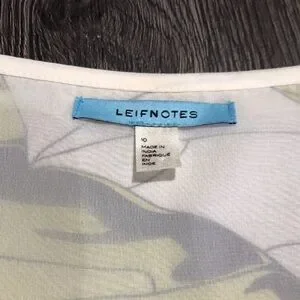 LEIFNOTES
10
MADE IN
INDIA
FABRIQUÉ
EN
INDE